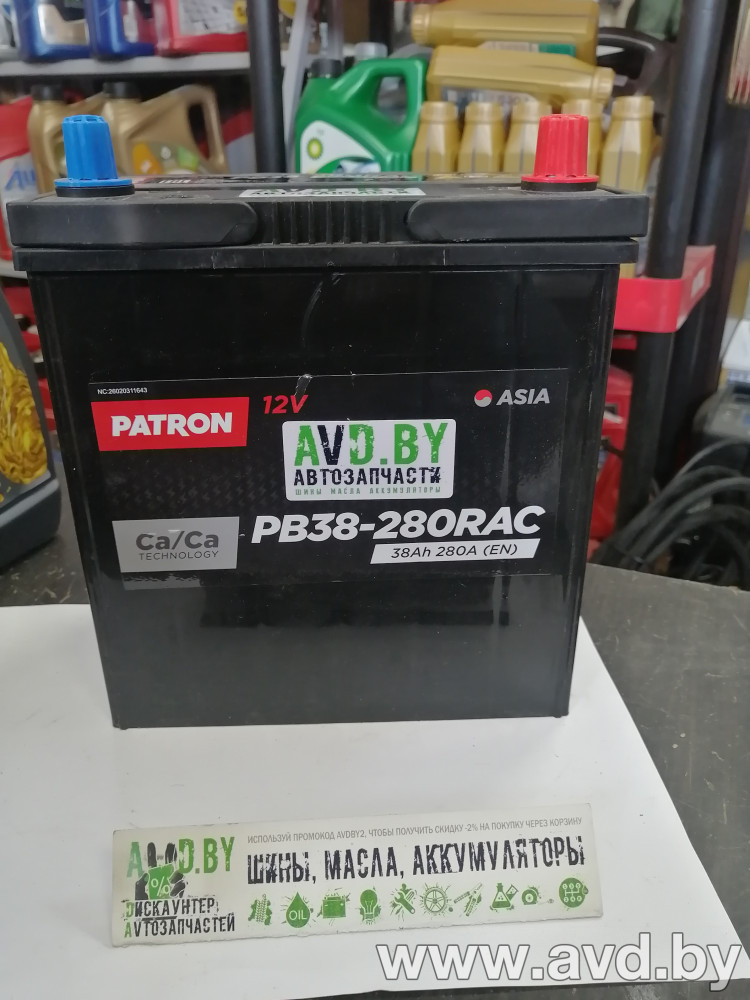 NC:26020311643
PATRON
12V
ASIA
AVD.BY
АВТОЗАПЧАСТИ
ШИНЫ МАСЛА АККУМУЛЯТОРЫ
Ca/Ca
TECHNOLOGY
PB38-280RAC
38Ah 280A (EN)
bp
ИСПОЛЬЗУЙ ПРОМОКОД AVDBY2, ЧТОБЫ ПОЛУЧИТЬ СКИДКУ -2% НА ПОКУПКУ ЧЕРЕЗ КОРЗИНУ
AVD.BY
ШИНЫ, МАСЛА, АККУМУЛЯТОРЫ
%
OIL
ДИСКАУНТЕР
АVТОЗАПЧАСТЕЙ
www.avd.by